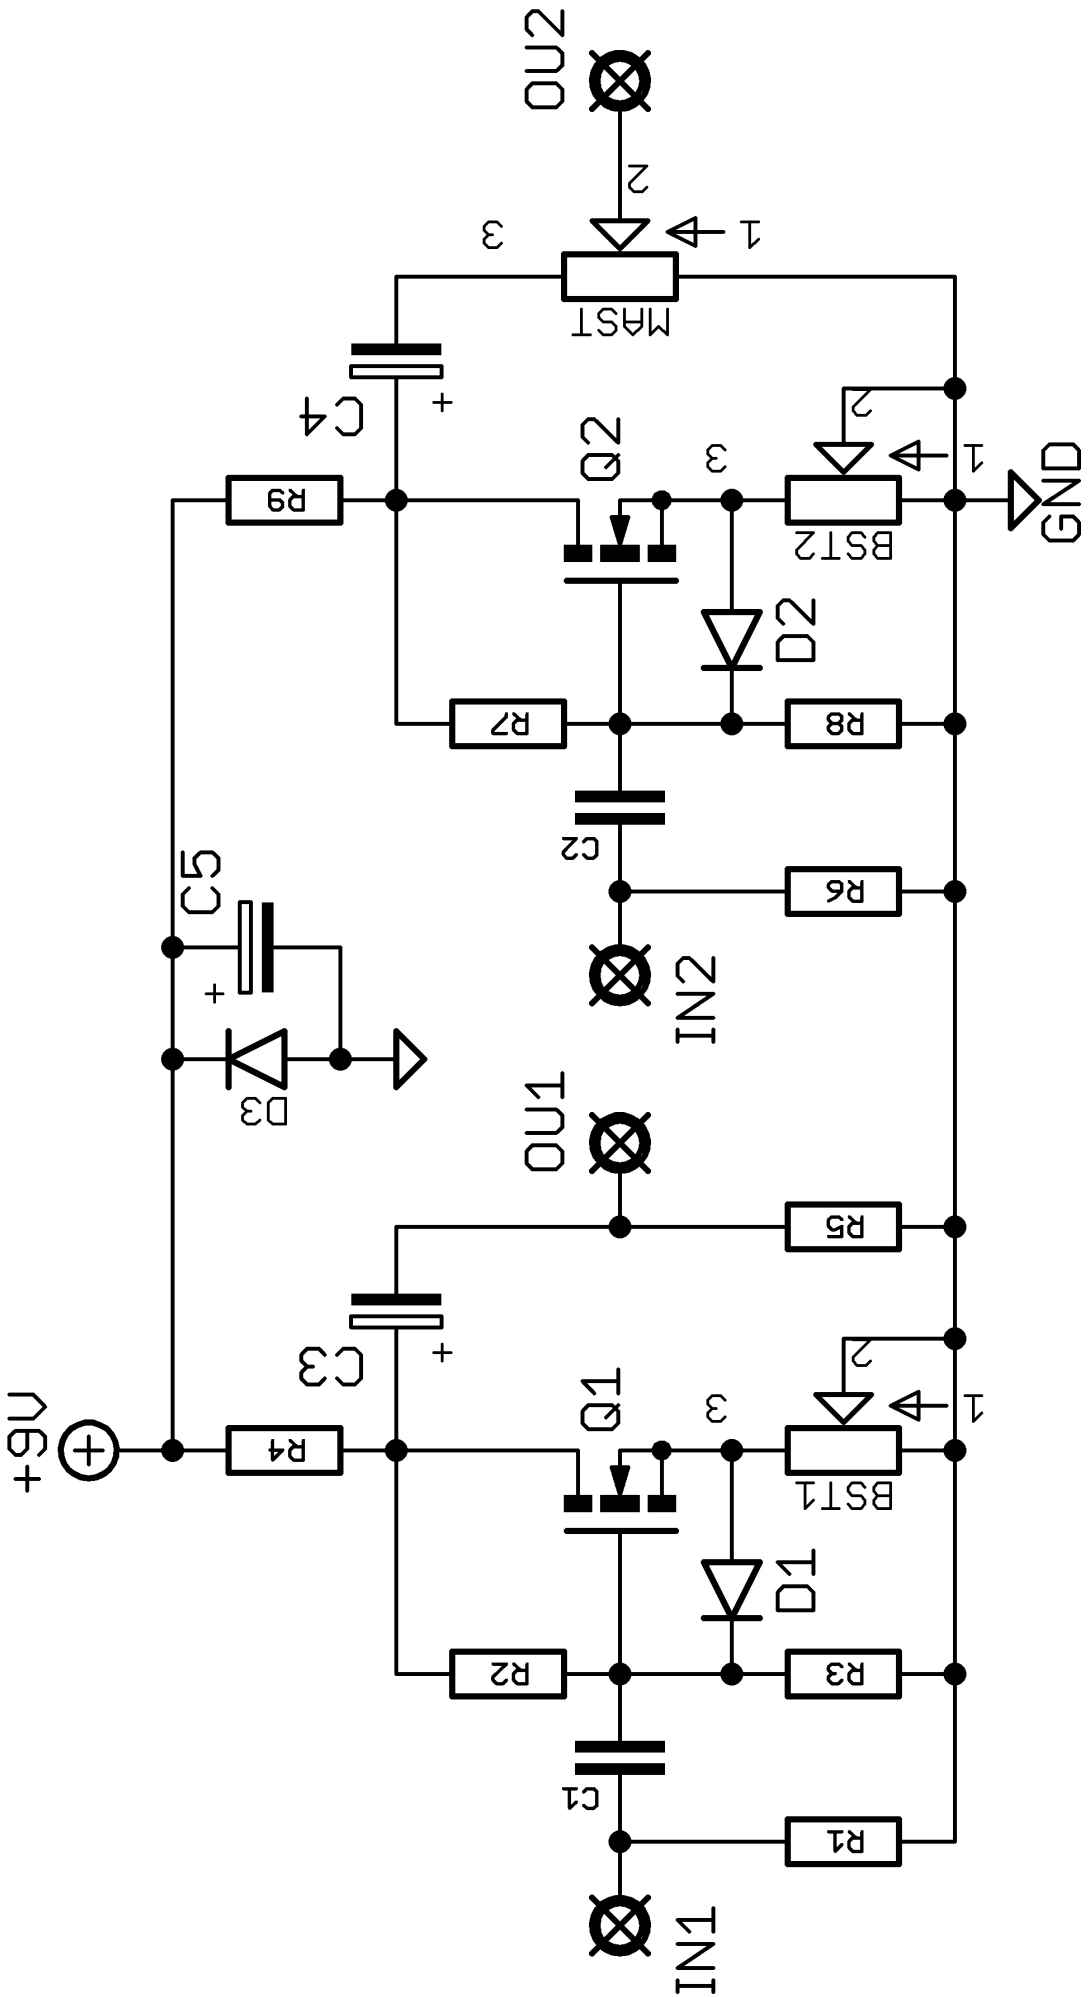 OU2
2
3
1
MAST
C4
+
Q2
2
R9
3
1
GND
BST2
D2
R7
R8
C5
C2
R6
+
IN2
D3
OU1
R5
C3
+
+9V
Q1
2
R4
3
1
BST1
D1
R2
R3
C1
R1
IN1